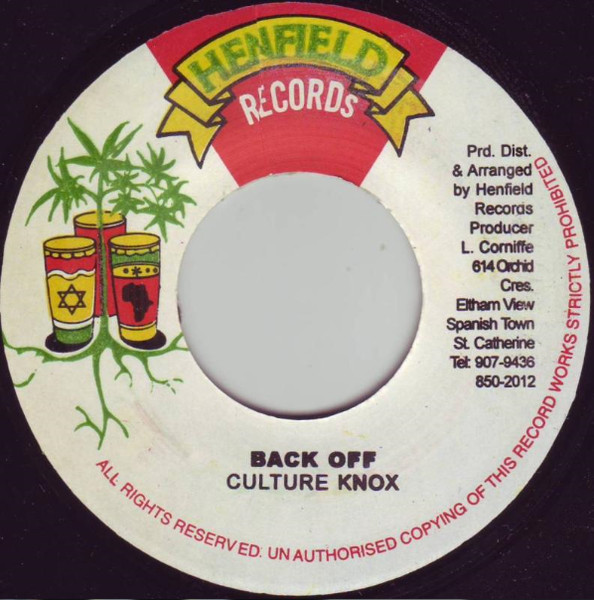 HENFIELD
RECORDS
Prd. Dist.
& Arranged
by Henfield
Records
Producer
L. Corniffe
614 Orchid
Cres.
Eltham View
Spanish Town
St. Catherine
Tel: 907-9436
850-2012
BACK OFF
CULTURE KNOX
ALL RIGHTS RESERVED. UNAUTHORISED COPYING OF THIS RECORD WORKS STRICTLY PROHIBITED